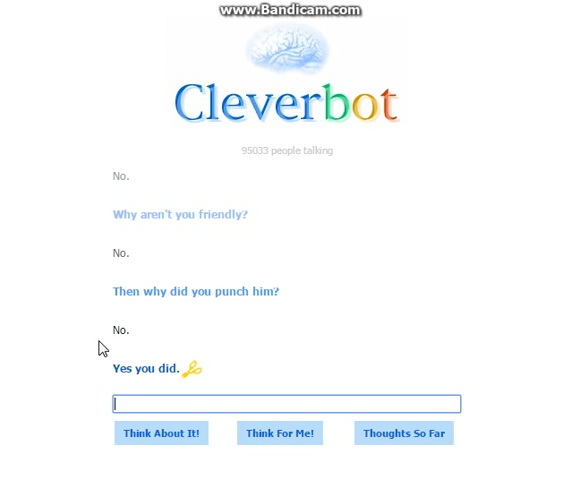 www.Bandicam.com
Cleverbot
95033 people talking
No.
Why aren't you friendly?
No.
Then why did you punch him?
No.
Yes you did.
Think About It! Think For Me! Thoughts So Far